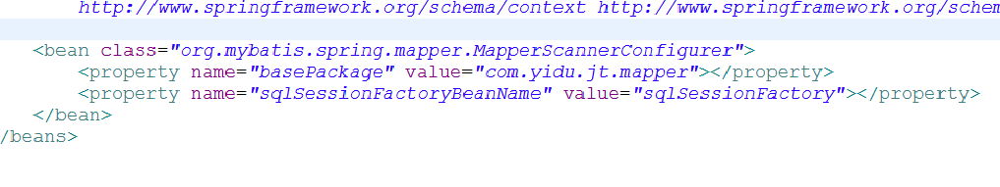 http://www.springframework.org/schema/context http://www.springframework.org/schem
<bean class="org.mybatis.spring.mapper.MapperScannerConfigurer">
<property name="basePackage" value="com.yidu.jt.mapper"></property>
<property name="sqlSessionFactoryBeanName" value="sqlSessionFactory"></property>
</bean>
/beans>